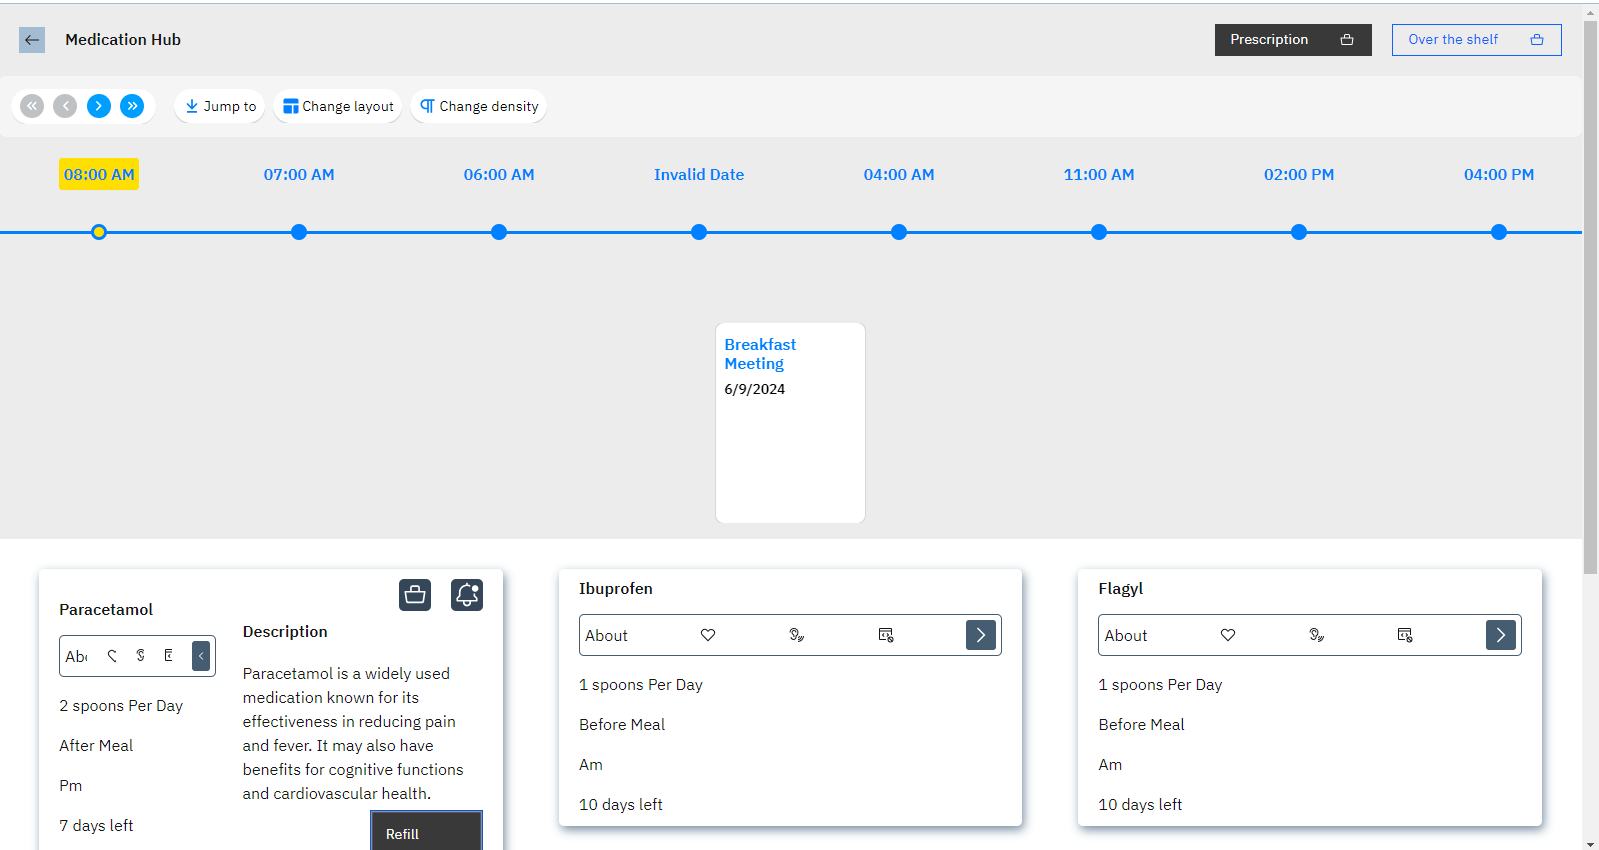 Medication Hub
Prescription
Over the shelf
Jump to
Change layout
Change density
08:00 AM
07:00 AM
06:00 AM
Invalid Date
04:00 AM
11:00 AM
02:00 PM
04:00 PM
Breakfast
Meeting
6/9/2024
Paracetamol
2 spoons Per Day
After Meal
Pm
7 days left
Description
Paracetamol is a widely used
medication known for its
effectiveness in reducing pain
and fever. It may also have
benefits for cognitive functions
and cardiovascular health.
Refill
Ibuprofen
About
1 spoons Per Day
Before Meal
Am
10 days left
Flagyl
About
1 spoons Per Day
Before Meal
Am
10 days left